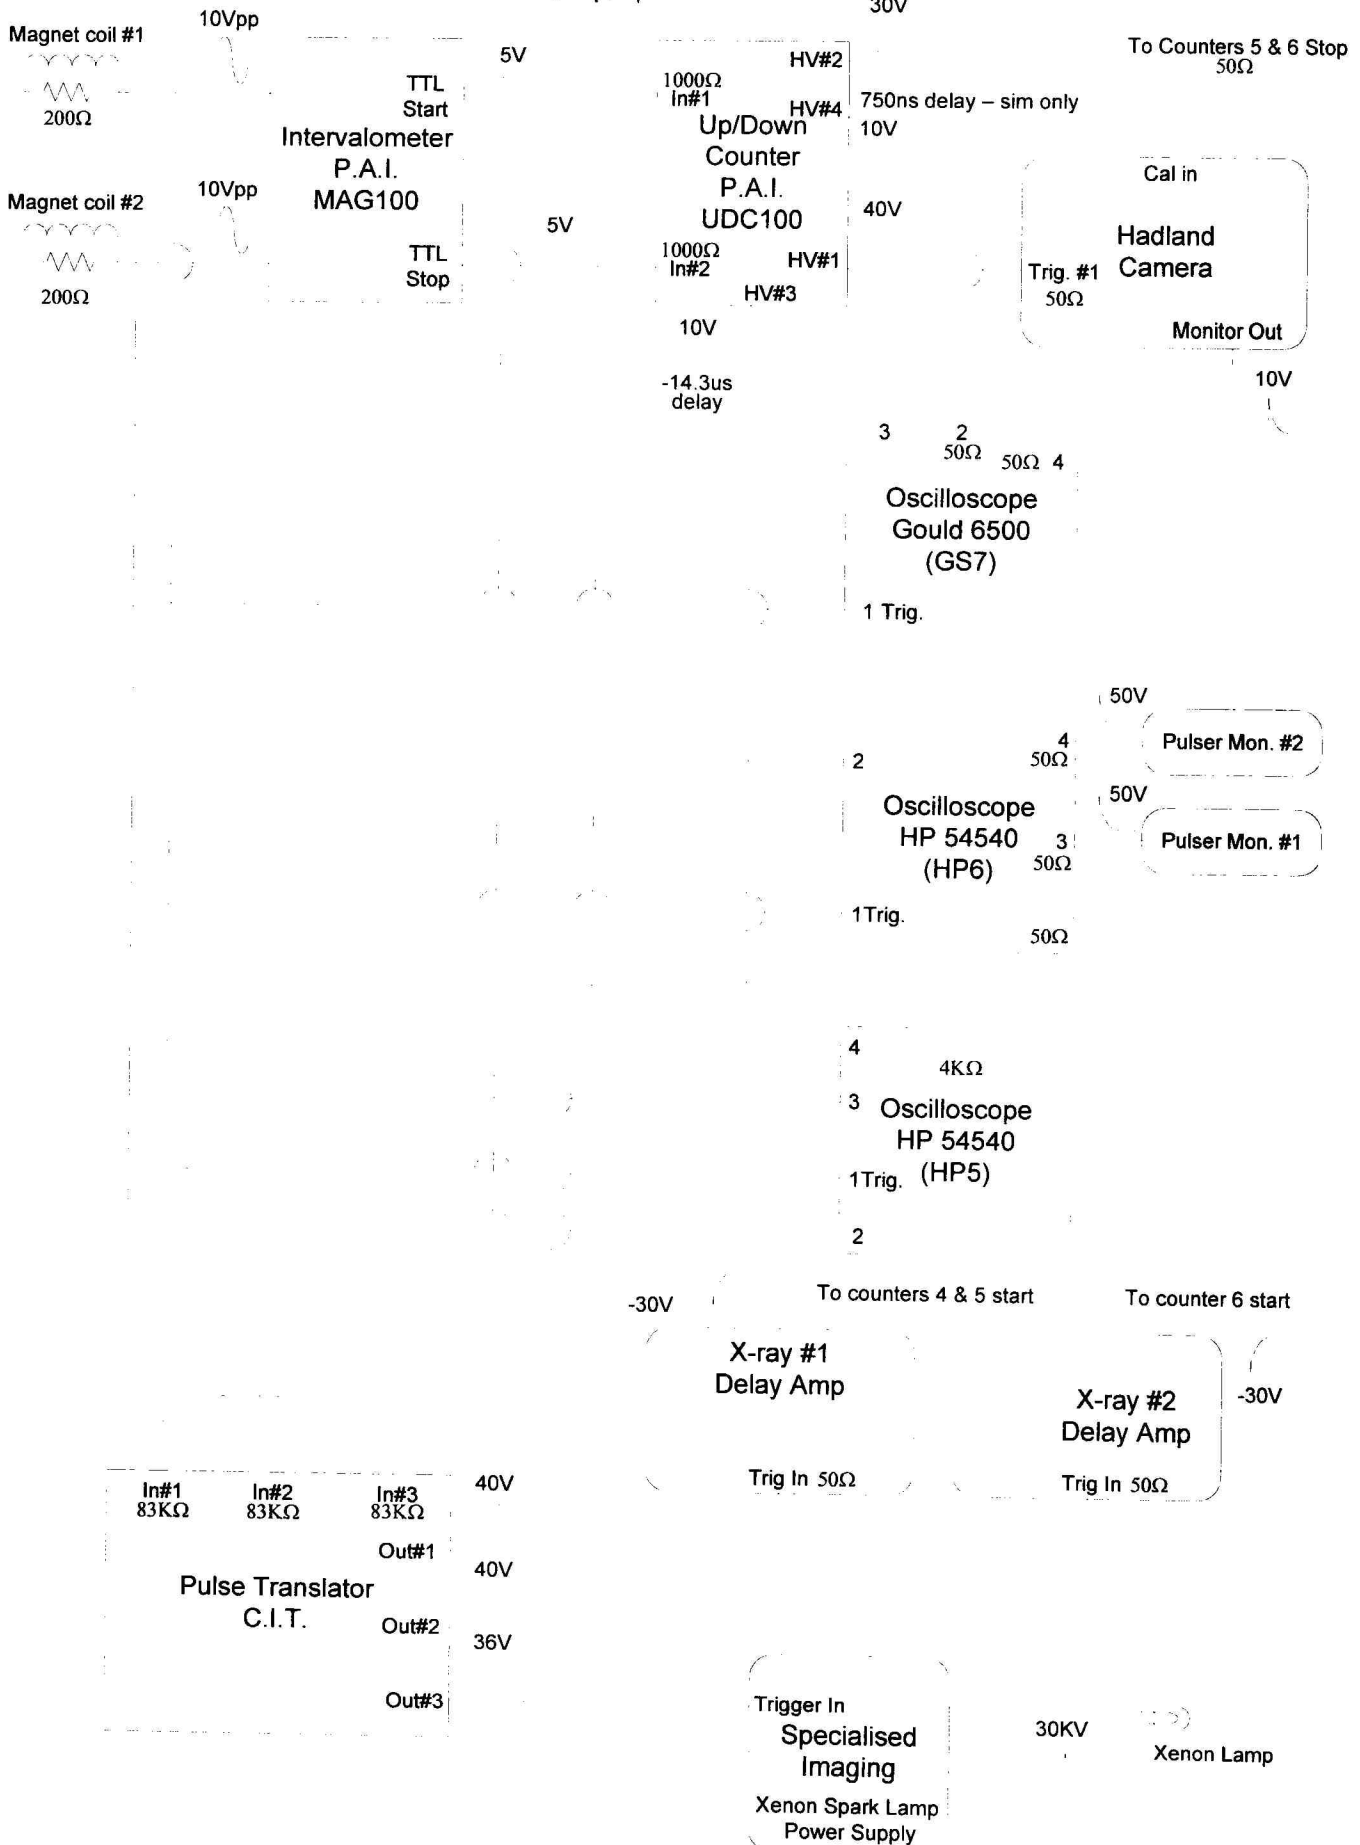 30V
10Vpp
Magnet coil #1
200Ω
TTL
Start
Intervalometer
P.A.I.
MAG100
TTL
Stop
5V
10Vpp
Magnet coil #2
200Ω
5V
1000Ω
In#1
HV#2
HV#4
Up/Down
Counter
P.A.I.
UDC100
1000Ω
In#2
HV#1
HV#3
750ns delay – sim only
10V
40V
10V
-14.3us
delay
To Counters 5 & 6 Stop
50Ω
Cal in
Hadland
Camera
Trig. #1
50Ω
Monitor Out
10V
3
2
50Ω
50Ω 4
Oscilloscope
Gould 6500
(GS7)
1 Trig.
50V
Pulser Mon. #2
50V
Pulser Mon. #1
2
4
50Ω
Oscilloscope
HP 54540
(HP6)
3
50Ω
1Trig.
50Ω
4
4KΩ
3
Oscilloscope
HP 54540
(HP5)
1Trig.
2
-30V
To counters 4 & 5 start
To counter 6 start
X-ray #1
Delay Amp
Trig In 50Ω
X-ray #2
Delay Amp
Trig In 50Ω
-30V
In#1
83KΩ
In#2
83KΩ
In#3
83KΩ
40V
Out#1
40V
Pulse Translator
C.I.T.
Out#2
36V
Out#3
Trigger In
Specialised
Imaging
Xenon Spark Lamp
Power Supply
30KV
Xenon Lamp